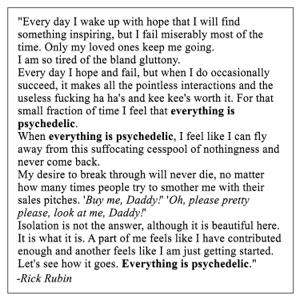 "Every day I wake up with hope that I will find
something inspiring, but I fail miserably most of the
time. Only my loved ones keep me going.
I am so tired of the bland gluttony.
Every day I hope and fail, but when I do occasionally
succeed, it makes all the pointless interactions and the
useless fucking ha ha's and kee kee's worth it. For that
small fraction of time I feel that everything is
psychedelic.
When everything is psychedelic, I feel like I can fly
away from this suffocating cesspool of nothingness and
never come back.
My desire to break through will never die, no matter
how many times people try to smother me with their
sales pitches. 'Buy me, Daddy!' 'Oh, please pretty
please, look at me, Daddy!'
Isolation is not the answer, although it is beautiful here.
It is what it is. A part of me feels like I have contributed
enough and another feels like I am just getting started.
Let's see how it goes. Everything is psychedelic."
-Rick Rubin